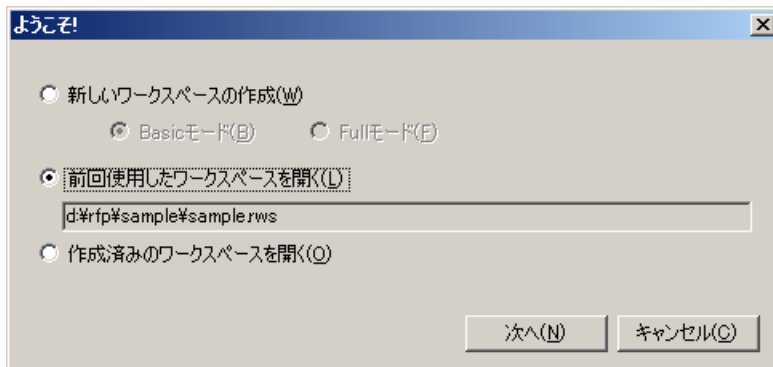 ようこそ!
新しいワークスペースの作成(W)
Basicモード(B) Fullモード(F)
前回使用したワークスペースを開く(L)
d:¥rfp¥sample¥sample.rws
作成済みのワークスペースを開く(O)
次へ(N) キャンセル(C)